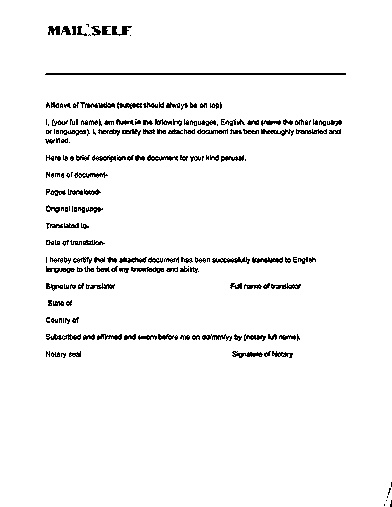 MAIL SELF
Affidavit of Translation (subject should always be on top)
I, (your full name), am fluent in the following languages, English, and (name the other language
or languages). I, hereby certify that the attached document has been thoroughly translated and
verified.
Here is a brief description of the document for your kind perusal.
Name of document-
Pages translated-
Original language-
Translated to-
Date of translation-
I hereby certify that the attached document has been successfully translated to English
language to the best of my knowledge and ability.
Signature of translator Full name of translator
State of
Country of
Subscribed and affirmed and sworn before me on dd/mm/yy by (notary full name).
Notary seal Signature of Notary